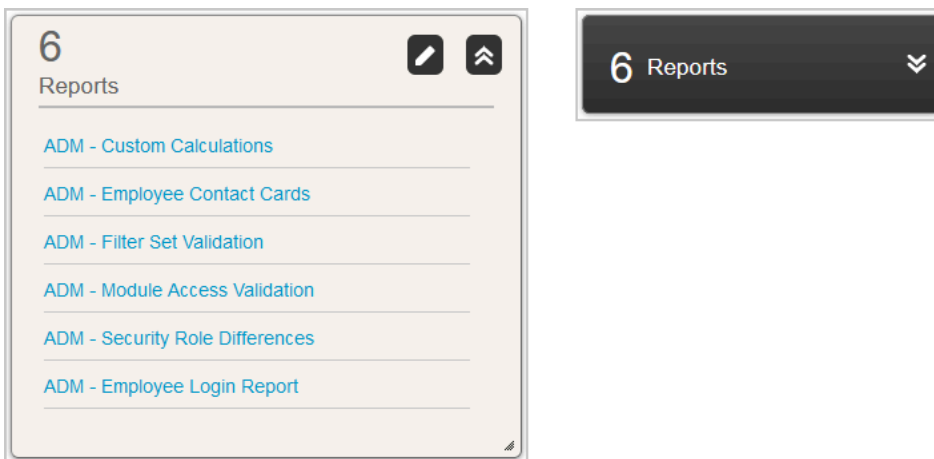 6
Reports
ADM - Custom Calculations
ADM - Employee Contact Cards
ADM - Filter Set Validation
ADM - Module Access Validation
ADM - Security Role Differences
ADM - Employee Login Report
6 Reports